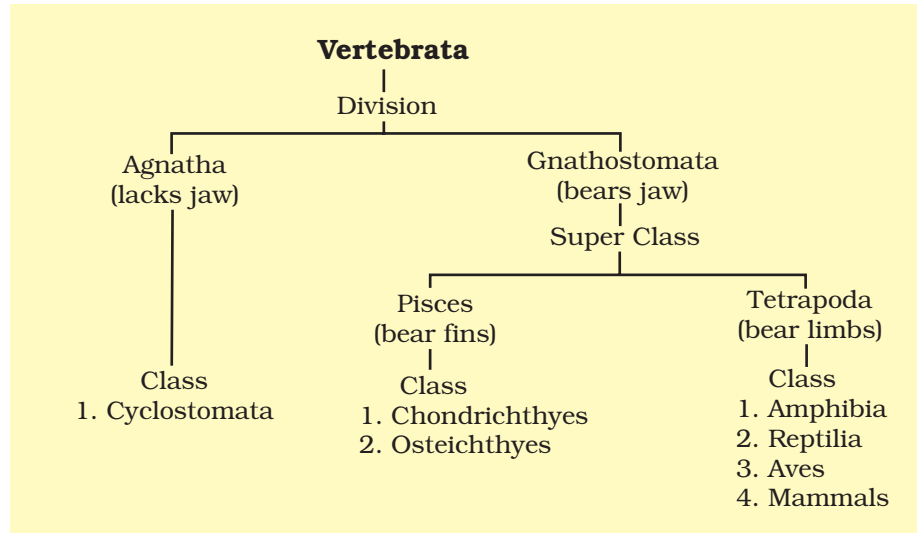 Vertebrata
Division
Agnatha
(lacks jaw)
Gnathostomata
(bears jaw)
Super Class
Pisces
(bear fins)
Tetrapoda
(bear limbs)
Class
1. Cyclostomata
Class
1. Chondrichthyes
2. Osteichthyes
Class
1. Amphibia
2. Reptilia
3. Aves
4. Mammals